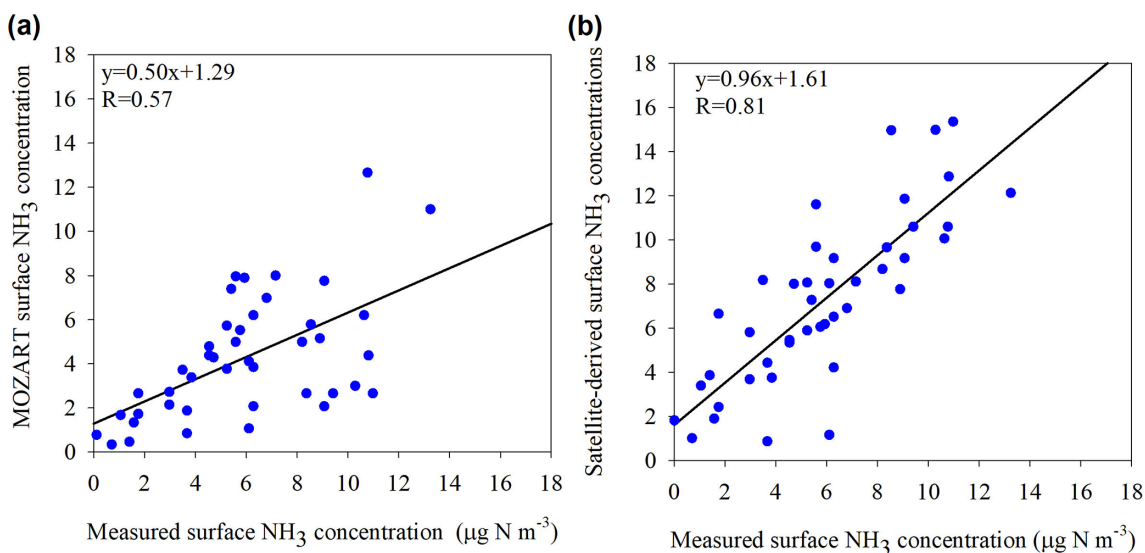 (a)
y=0.50x+1.29
R=0.57
MOZART surface NH3 concentration
18
16
14
12
10
8
6
4
2
0
0 2 4 6 8 10 12 14 16 18
Measured surface NH3 concentration (μg N m-3)
(b)
y=0.96x+1.61
R=0.81
Satellite-derived surface NH3 concentrations
18
16
14
12
10
8
6
4
2
0
0 2 4 6 8 10 12 14 16 18
Measured surface NH3 concentration (μg N m-3)